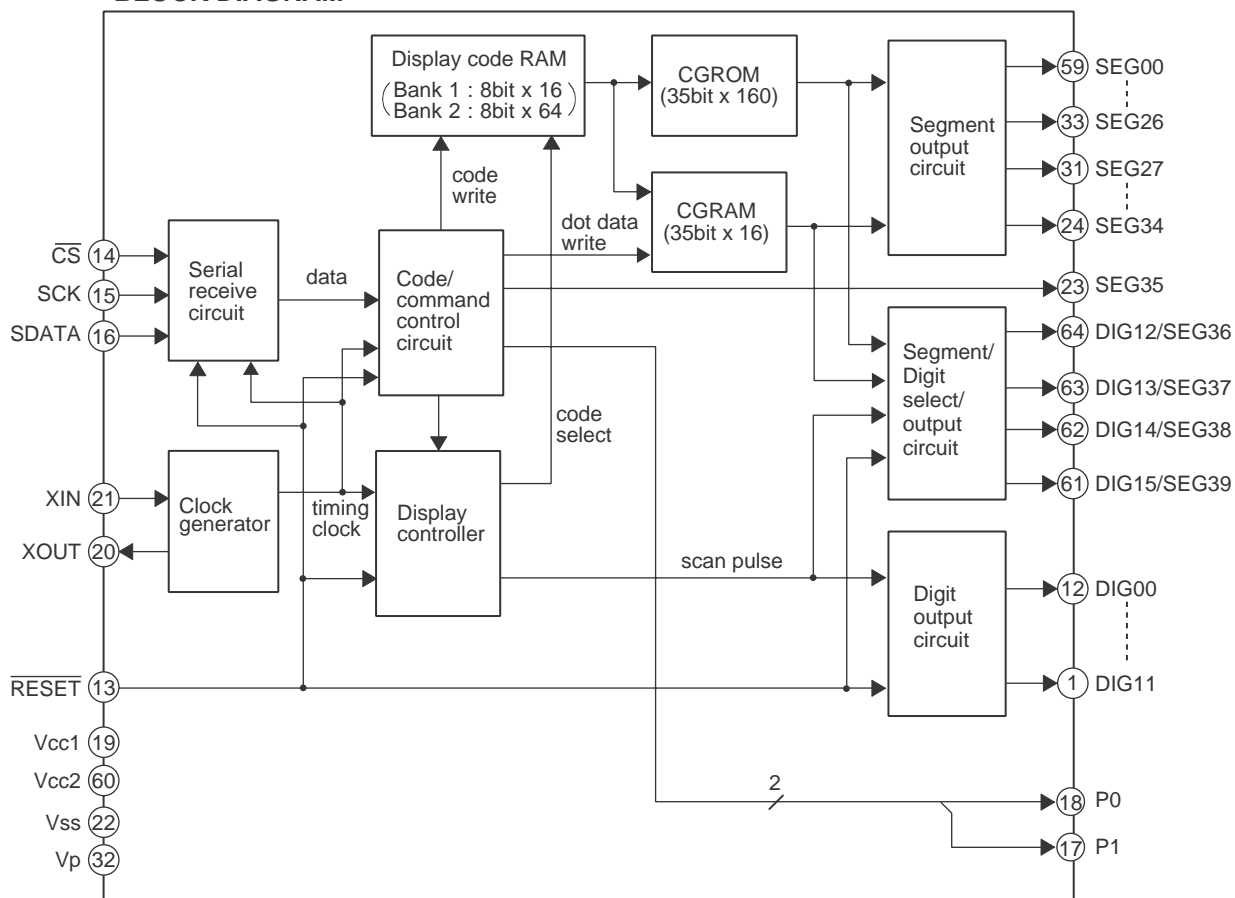 Display code RAM
(Bank 1 : 8bit x 16
Bank 2 : 8bit x 64)
CGROM
(35bit x 160)
CGRAM
(35bit x 16)
Segment
output
circuit
59 SEG00
33 SEG26
31 SEG27
24 SEG34
23 SEG35
code
write
dot data
write
CS 14
SCK 15
SDATA 16
Serial
receive
circuit
data
Code/
command
control
circuit
Segment/
Digit
select/
output
circuit
64 DIG12/SEG36
63 DIG13/SEG37
62 DIG14/SEG38
61 DIG15/SEG39
code
select
XIN 21
XOUT 20
Clock
generator
timing
clock
Display
controller
scan pulse
Digit
output
circuit
12 DIG00
1 DIG11
RESET 13
Vcc1 19
Vcc2 60
Vss 22
Vp 32
2
18 P0
17 P1